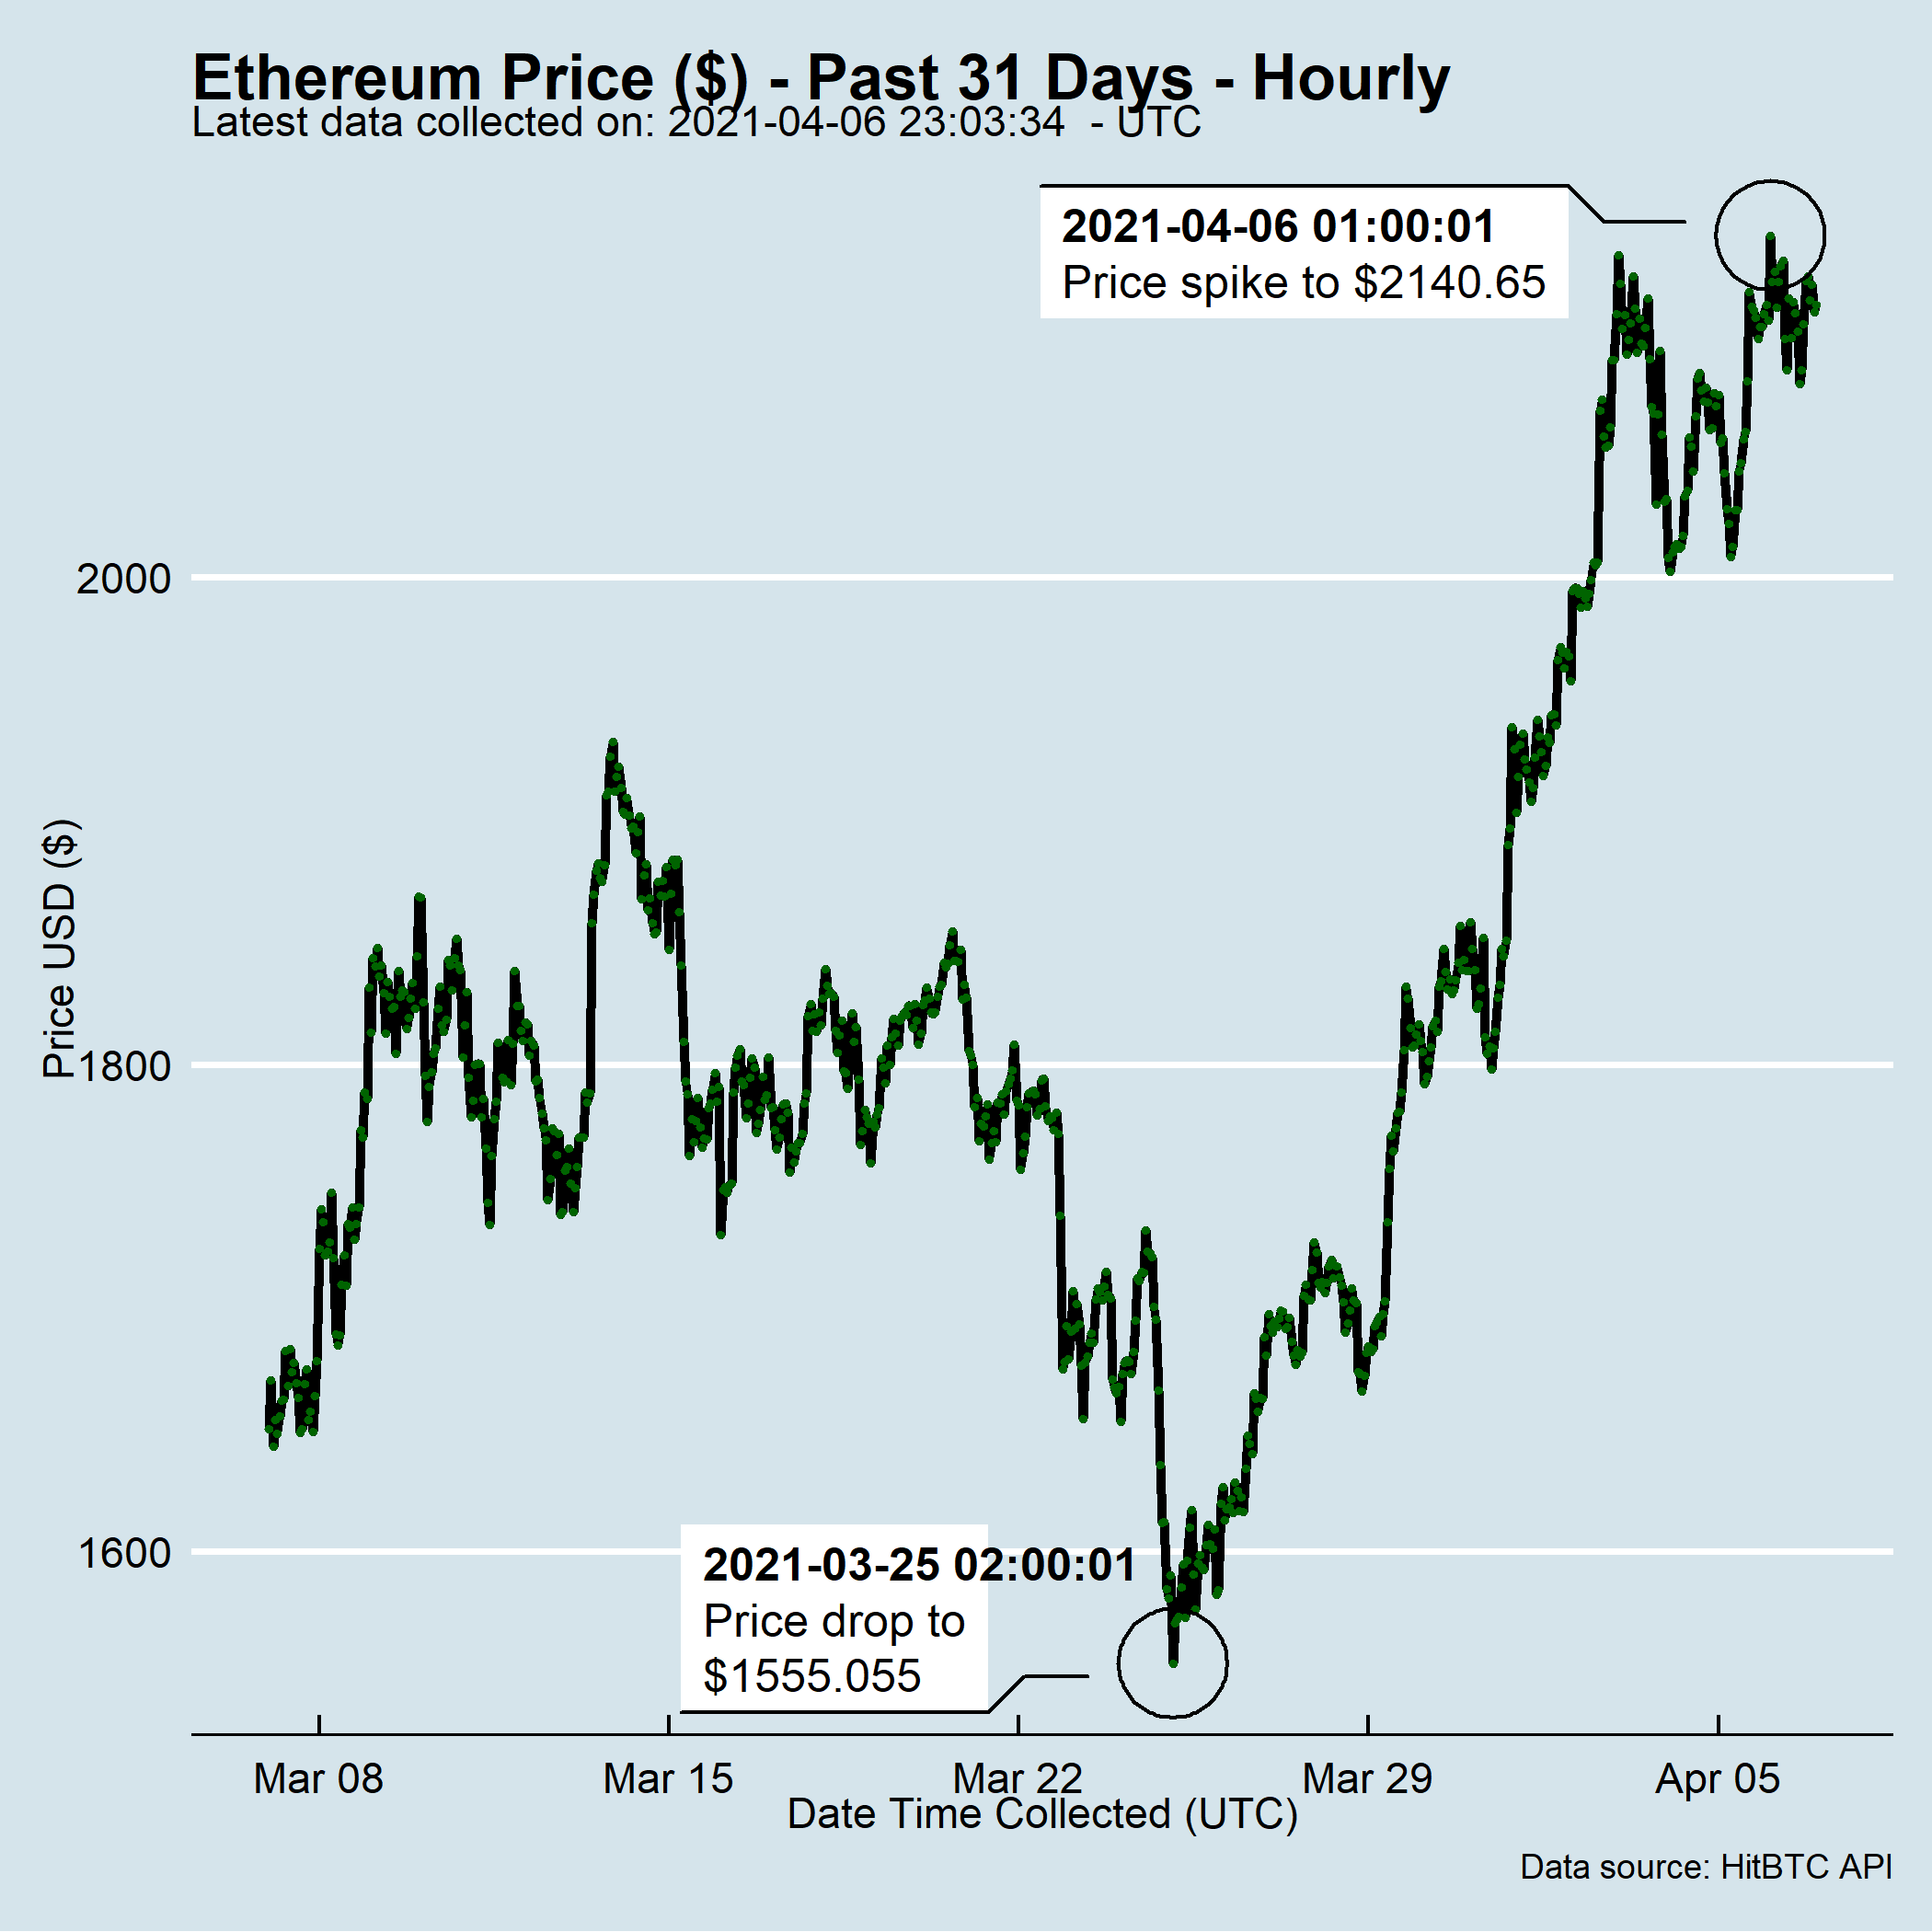 Ethereum Price ($) - Past 31 Days - Hourly
Latest data collected on: 2021-04-06 23:03:34  - UTC
2021-04-06 01:00:01
Price spike to $2140.65
2000
Price USD ($)
1800
1600
2021-03-25 02:00:01
Price drop to
$1555.055
Mar 08
Mar 15
Mar 22
Mar 29
Apr 05
Date Time Collected (UTC)
Data source: HitBTC API